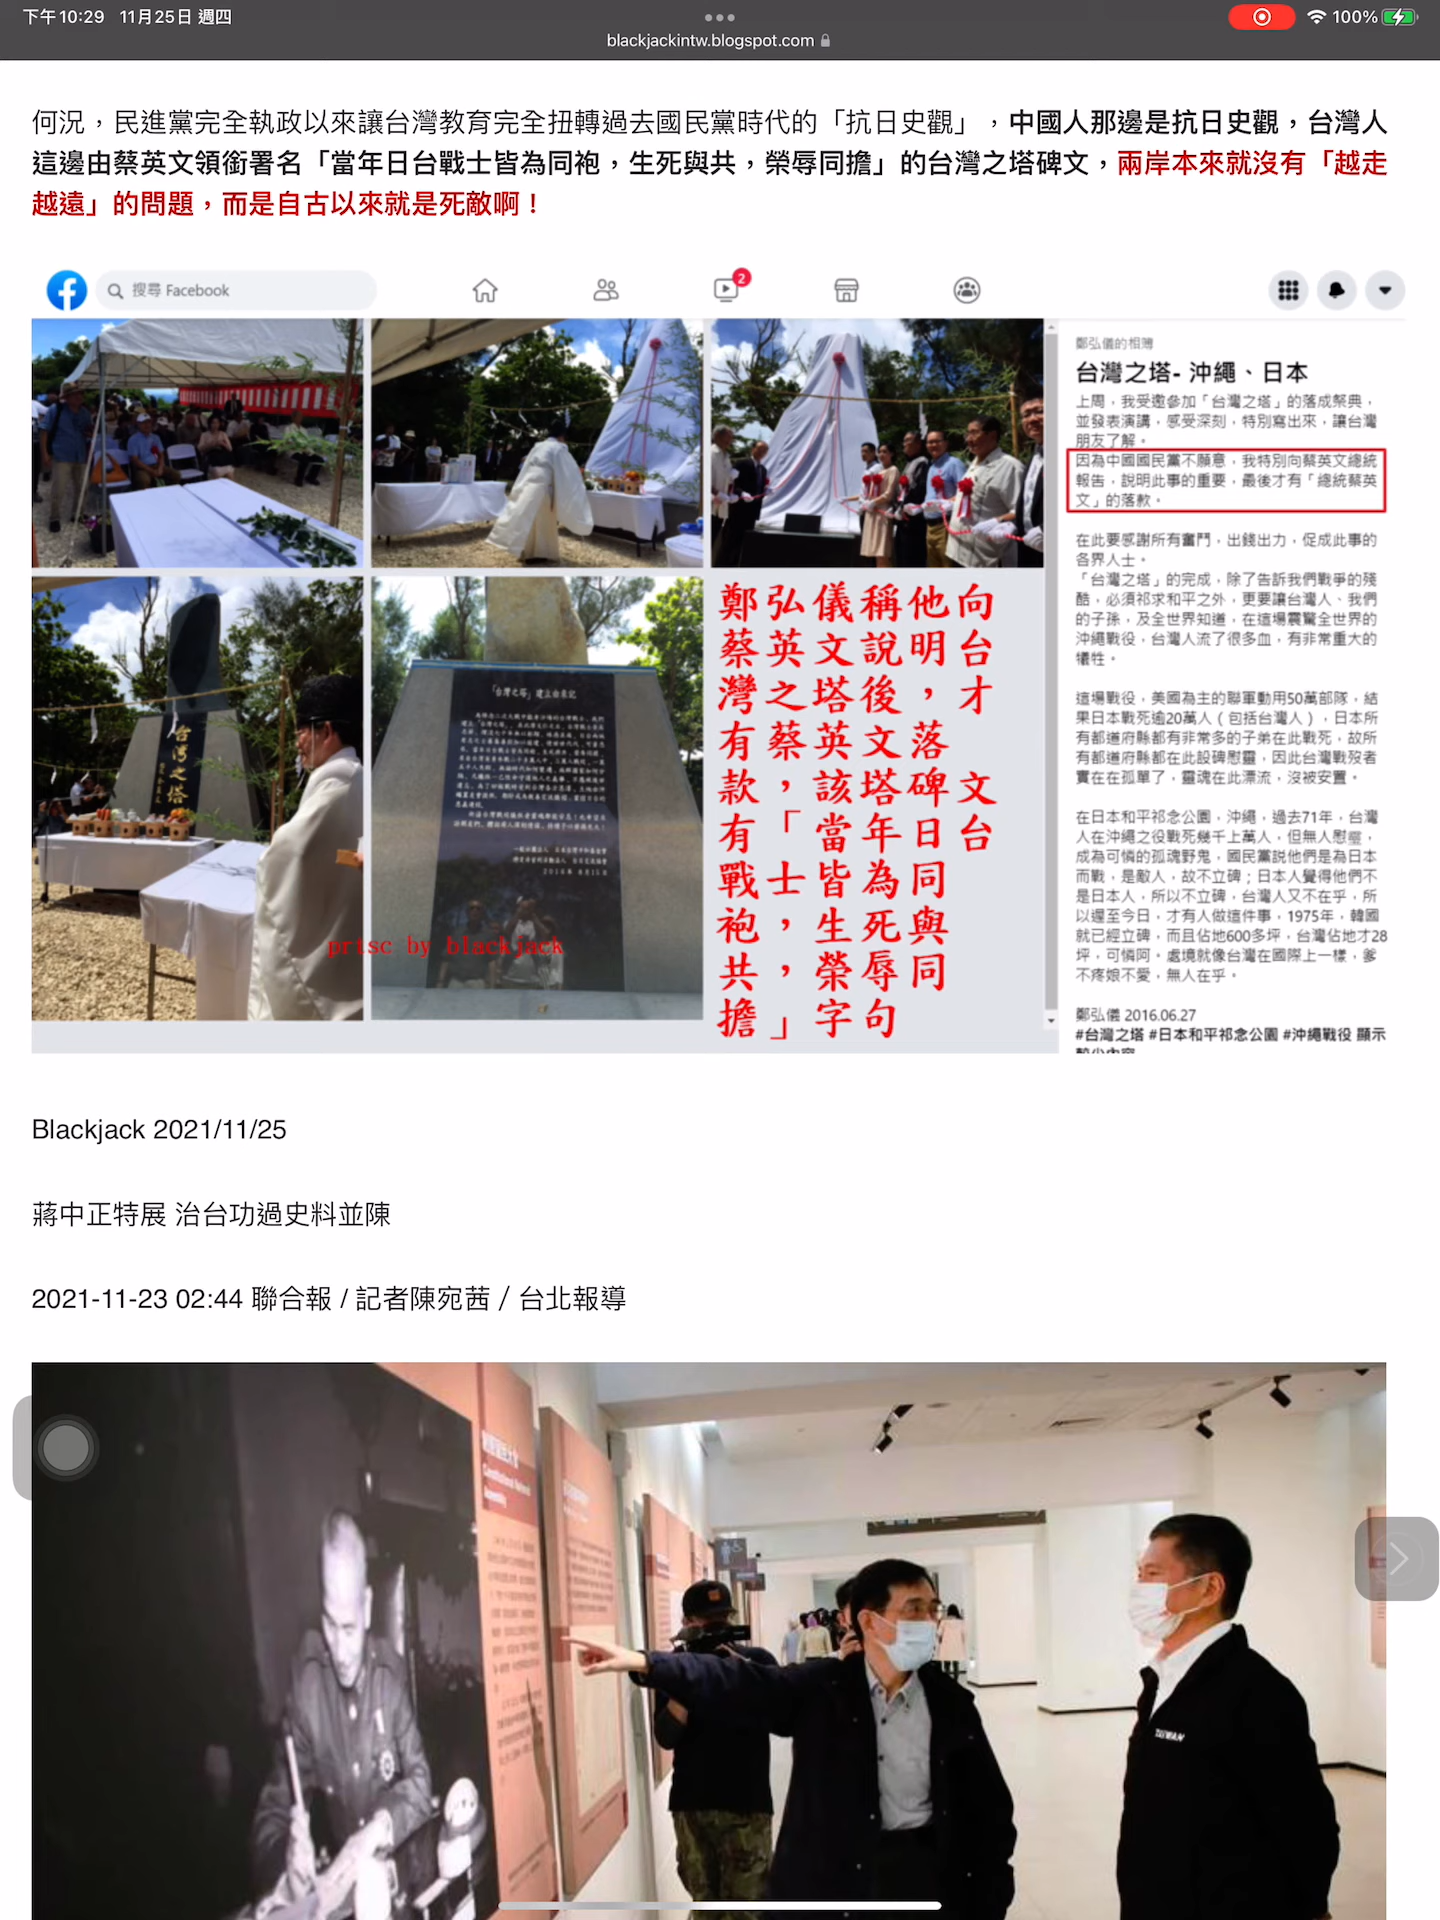 下午10:29 11月25日 週四
100%
blackjackintw.blogspot.com
何況，民進黨完全執政以來讓台灣教育完全扭轉過去國民黨時代的「抗日史觀」，中國人那邊是抗日史觀，台灣人
這邊由蔡英文領銜署名「當年日台戰士皆為同袍，生死與共，榮辱同擔」的台灣之塔碑文，兩岸本來就沒有「越走
越遠」的問題，而是自古以來就是死敵啊！
搜尋 Facebook
2
鄭弘儀的相簿
台灣之塔- 沖繩、日本
上周，我受邀參加「台灣之塔」的落成祭典，
並發表演講，感受深刻，特別寫出來，讓台灣
朋友了解。
因為中國國民黨不願意，我特別向蔡英文總統
報告，說明此事的重要，最後才有「總統蔡英
文」的落款。
在此要感謝所有奮鬥，出錢出力，促成此事的
各界人士。
「台灣之塔」的完成，除了告訴我們戰爭的殘
酷，必須祁求和平之外，更要讓台灣人、我們
的子孫，及全世界知道，在這場震驚全世界的
沖繩戰役，台灣人流了很多血，有非常重大的
犧牲。
這場戰役，美國為主的聯軍動用50萬部隊，結
果日本戰死逾20萬人（包括台灣人），日本所
有都道府縣都有非常多的子弟在此戰死，故所
有都道府縣都在此設碑慰靈，因此台灣戰歿者
實在在孤單了，靈魂在此漂流，沒被安置。
在日本和平祁念公園，沖繩，過去71年，台灣
人在沖繩之役戰死幾千上萬人，但無人慰
成為可憐的孤魂野鬼，國民黨說他們是為日本
而戰，是敵人，故不立碑；日本人覺得他們不
是日本人，所以不立碑，台灣人又不在乎，所
以遲至今日，才有人做這件事，1975年，韓國
就已經立碑，而且佔地600多坪，台灣佔地才28
坪，可憐阿。處境就像台灣在國際上一樣，爹
不疼娘不愛，無人在乎。
鄭弘儀 2016.06.27
#台灣之塔 #日本和平祁念公園 #沖繩戰役 顯示
較少內容
鄭弘儀稱他向
蔡英文說明台
灣之塔後，才
有蔡英文落
款，該塔碑文
有「當年日台
戰士皆為同
袍，生死與
共，榮辱同
擔」字句
台灣之塔
「台灣之塔」建立由來記
prtsc by blackjack
Blackjack 2021/11/25
蔣中正特展 治台功過史料並陳
2021-11-23 02:44 聯合報 / 記者陳宛茜／台北報導
TAIWAN